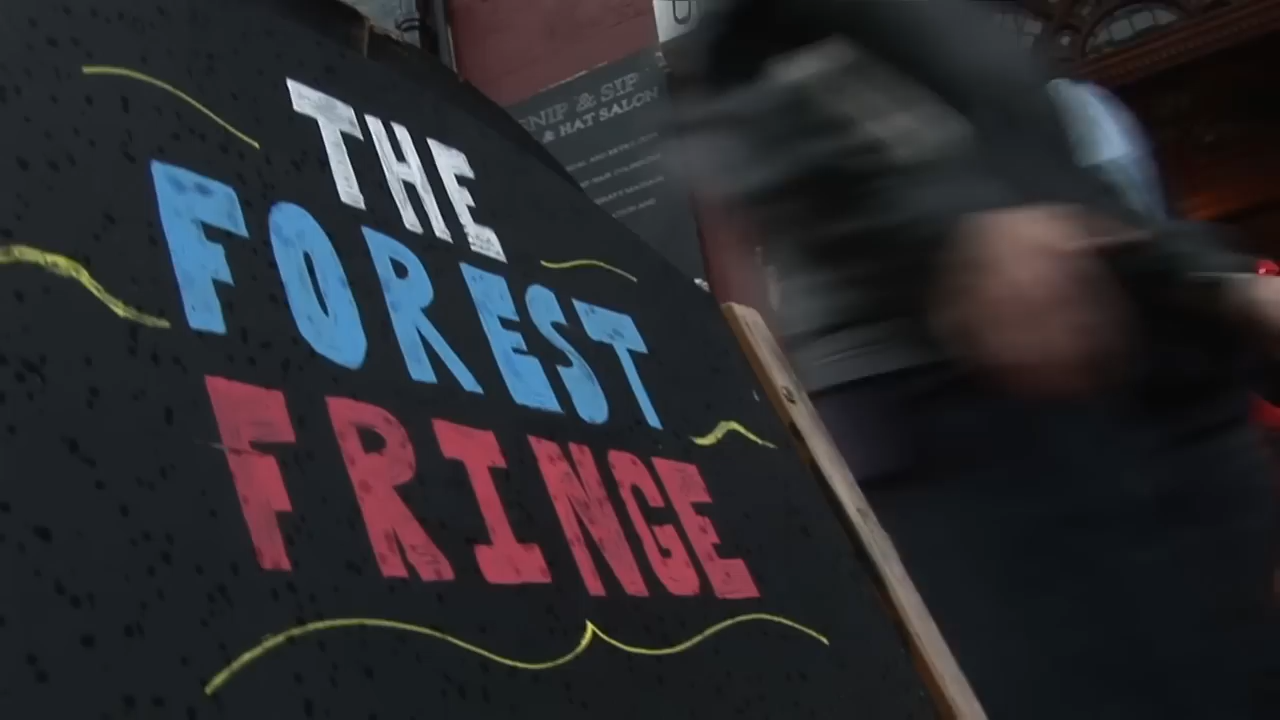 THE
FOREST
FRINGE
SNIP & SIP
& HAT SALON